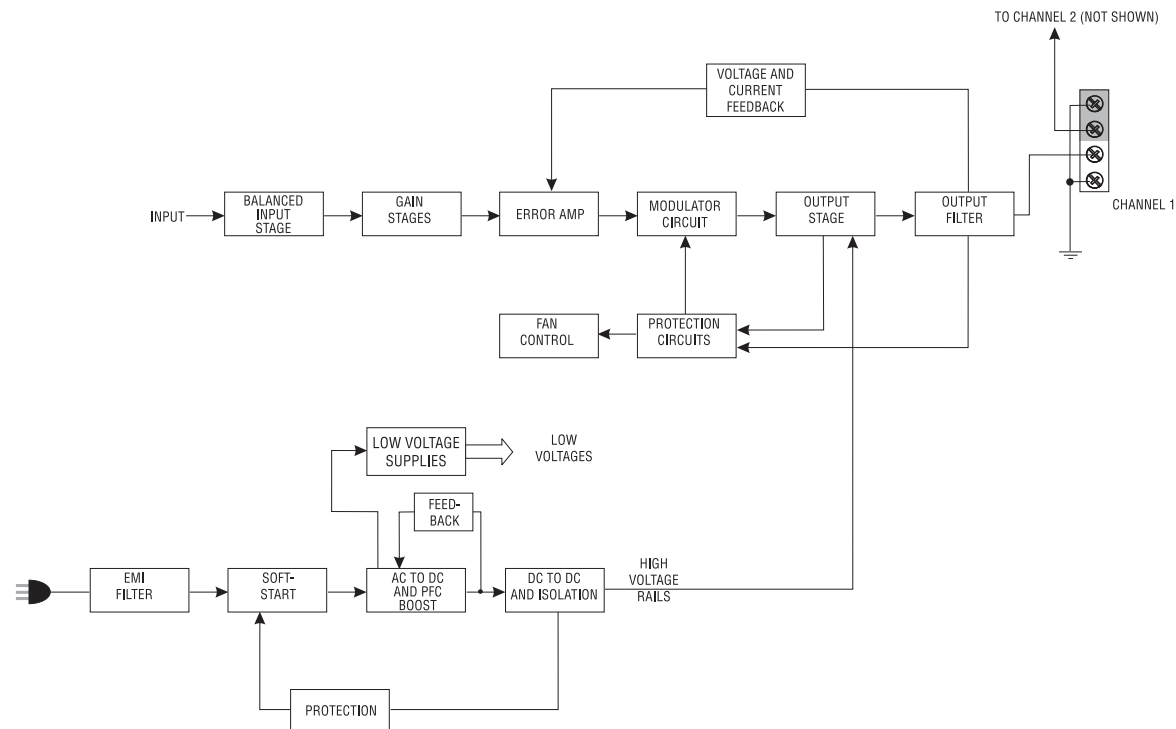 TO CHANNEL 2 (NOT SHOWN)
VOLTAGE AND
CURRENT
FEEDBACK
INPUT
BALANCED
INPUT
STAGE
GAIN
STAGES
ERROR AMP
MODULATOR
CIRCUIT
OUTPUT
STAGE
OUTPUT
FILTER
CHANNEL 1
FAN
CONTROL
PROTECTION
CIRCUITS
LOW VOLTAGE
SUPPLIES
LOW
VOLTAGES
FEED-
BACK
EMI
FILTER
SOFT-
START
AC TO DC
AND PFC
BOOST
DC TO DC
AND ISOLATION
HIGH
VOLTAGE
RAILS
PROTECTION